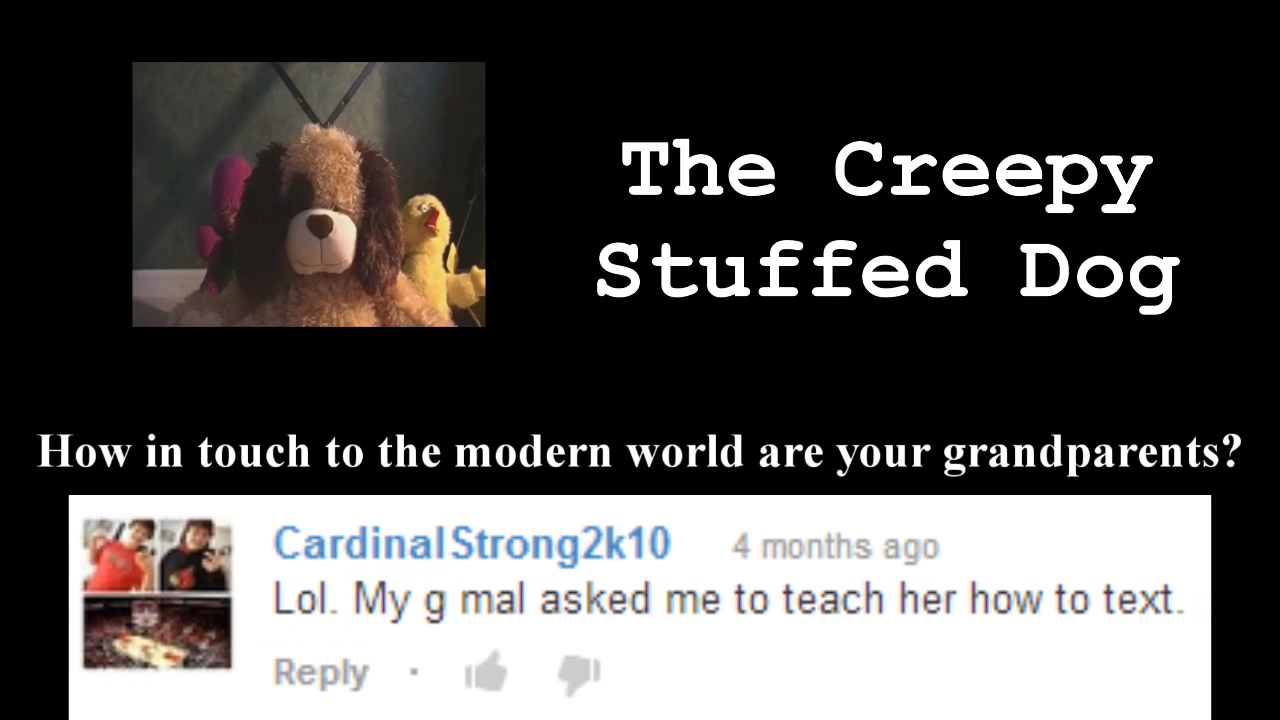 The Creepy
Stuffed Dog
How in touch to the modern world are your grandparents?
CardinalStrong2k10 4 months ago
Lol. My g mal asked me to teach her how to text.
Reply ·